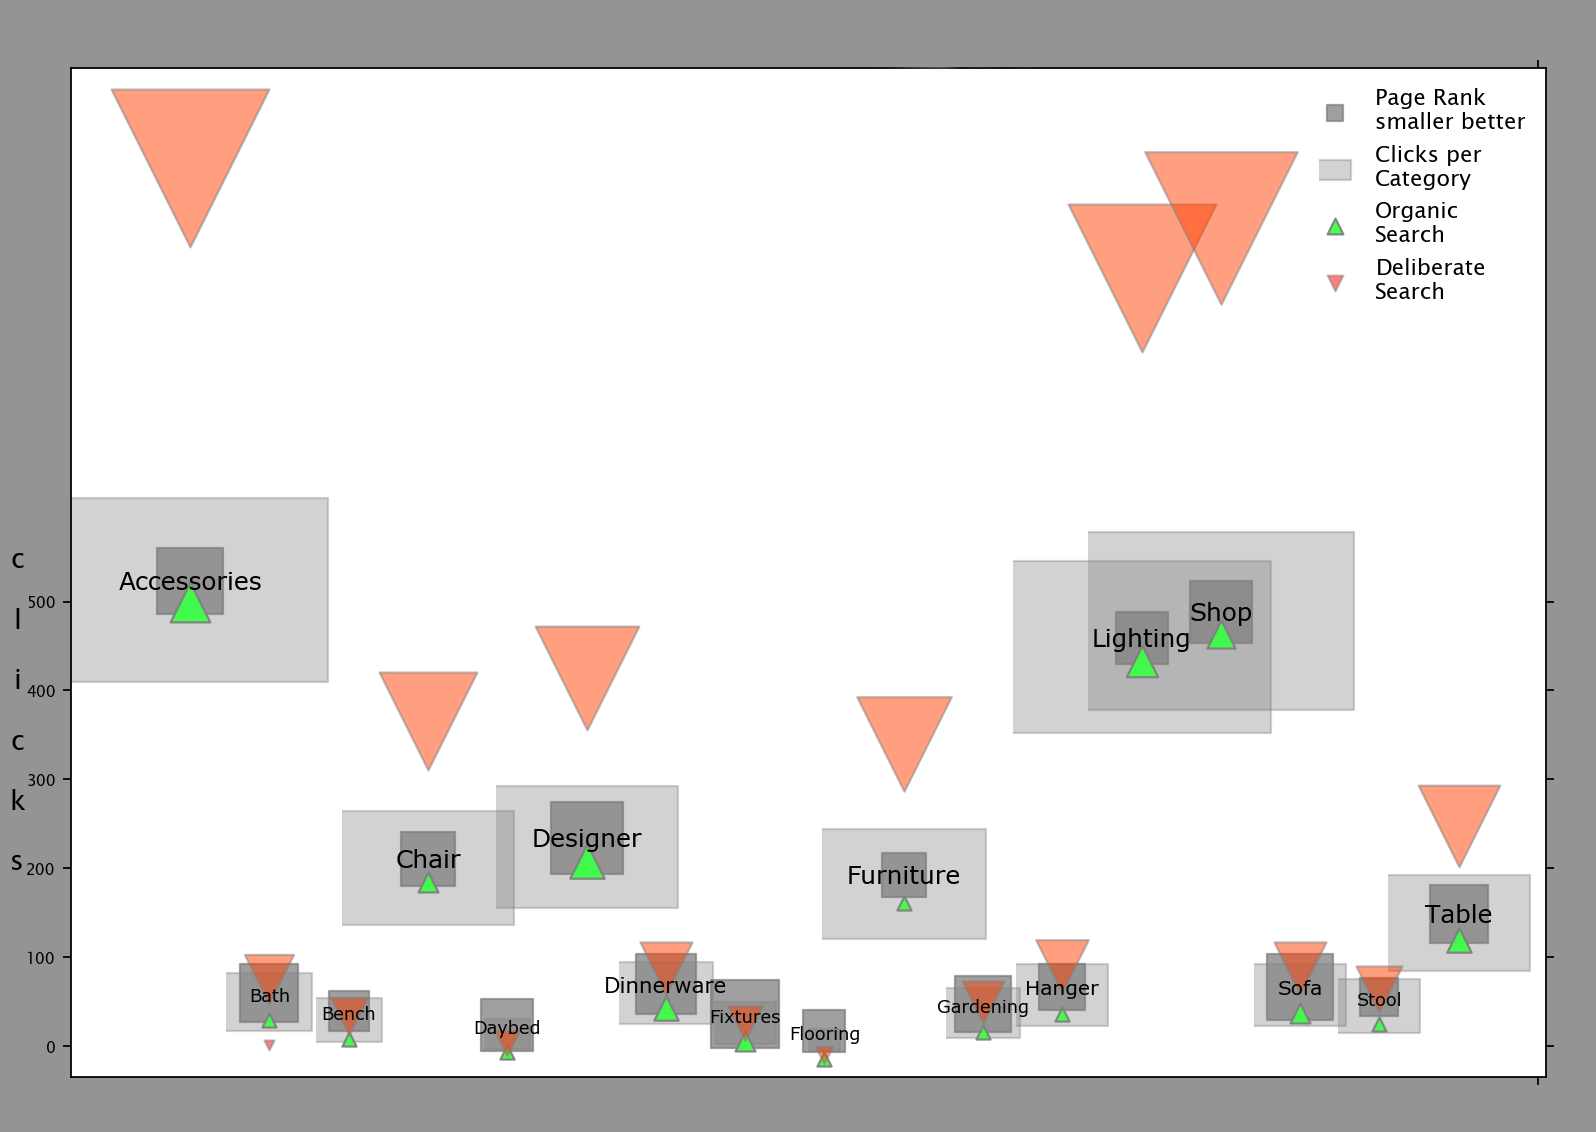 Page Rank
smaller better
Clicks per
Category
Organic
Search
Deliberate
Search
c
l
i
c
k
s
500
400
300
200
100
0
Accessories
Shop
Lighting
Designer
Chair
Furniture
Table
Bath
Bench
Daybed
Dinnerware
Fixtures
Flooring
Gardening
Hanger
Sofa
Stool